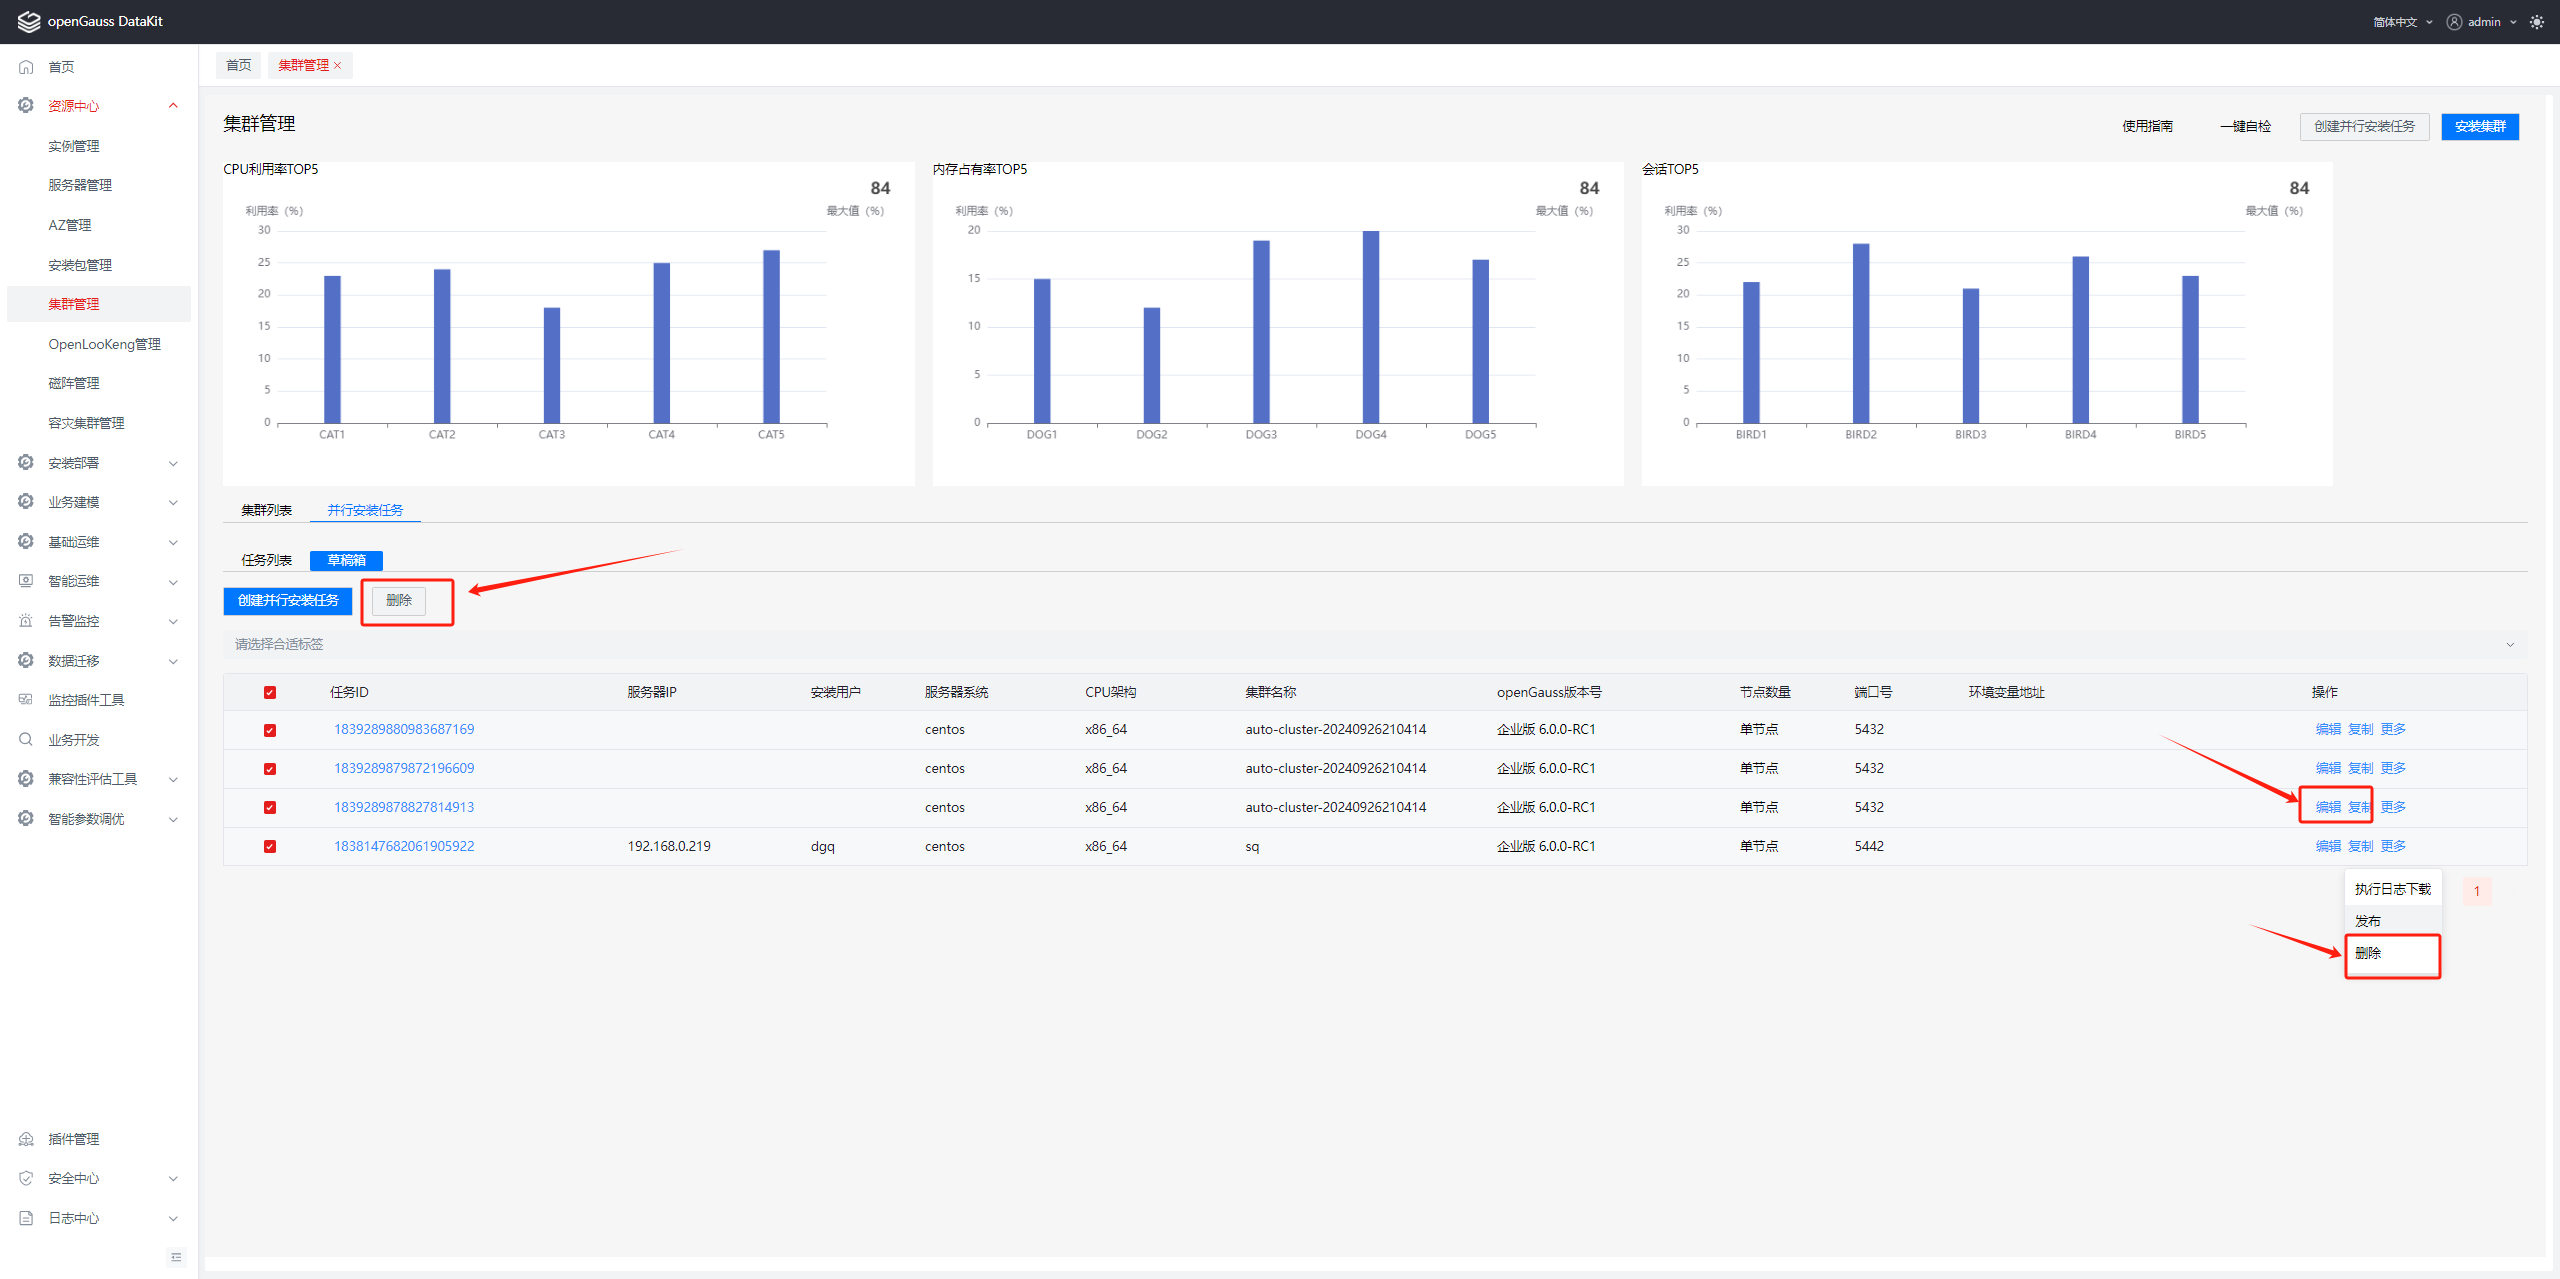 openGauss DataKit
简体中文 admin
首页
资源中心
实例管理
服务器管理
AZ管理
安装包管理
集群管理
OpenLooKeng管理
磁阵管理
容灾集群管理
安装部署
业务建模
基础运维
智能运维
告警监控
数据迁移
监控插件工具
业务开发
兼容性评估工具
智能参数调优
插件管理
安全中心
日志中心
首页 集群管理
集群管理
使用指南 一键自检 创建并行安装任务 安装集群
CPU利用率TOP5
84
利用率（%） 最大值（%）
30
25
20
15
10
5
0
CAT1 CAT2 CAT3 CAT4 CAT5
内存占有率TOP5
84
利用率（%） 最大值（%）
20
15
10
5
0
DOG1 DOG2 DOG3 DOG4 DOG5
会话TOP5
84
利用率（%） 最大值（%）
30
25
20
15
10
5
0
BIRD1 BIRD2 BIRD3 BIRD4 BIRD5
集群列表 并行安装任务
任务列表 草稿箱
创建并行安装任务 删除
请选择合适标签
任务ID 服务器IP 安装用户 服务器系统 CPU架构 集群名称 openGauss版本号 节点数量 端口号 环境变量地址 操作
1839289880983687169 centos x86_64 auto-cluster-20240926210414 企业版 6.0.0-RC1 单节点 5432 编辑 复制 更多
1839289879872196609 centos x86_64 auto-cluster-20240926210414 企业版 6.0.0-RC1 单节点 5432 编辑 复制 更多
1839289878827814913 centos x86_64 auto-cluster-20240926210414 企业版 6.0.0-RC1 单节点 5432 编辑 复制 更多
1838147682061905922 192.168.0.219 dgq centos x86_64 sq 企业版 6.0.0-RC1 单节点 5442 编辑 复制 更多
执行日志下载 1
发布
删除